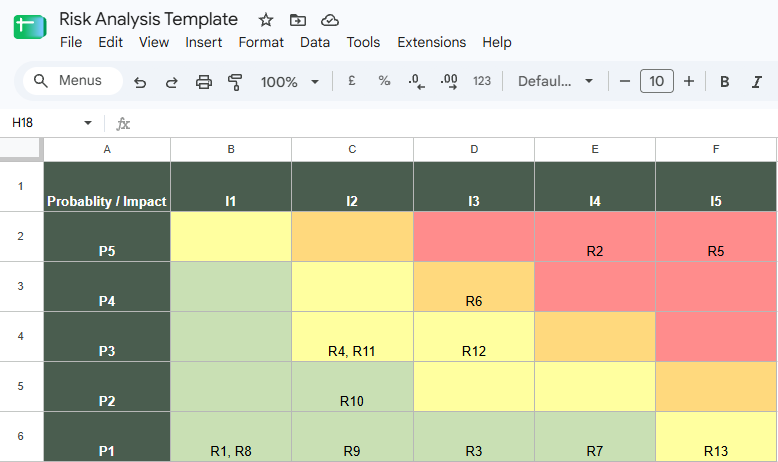 Risk Analysis Template
File Edit View Insert Format Data Tools Extensions Help
Menus 100% £ % .0 .00 123 Defaul... − 10 + B I
H18 fx
A B C D E F
1 Probablity / Impact I1 I2 I3 I4 I5
2 P5 R2 R5
3 P4 R6
4 P3 R4, R11 R12
5 P2 R10
6 P1 R1, R8 R9 R3 R7 R13